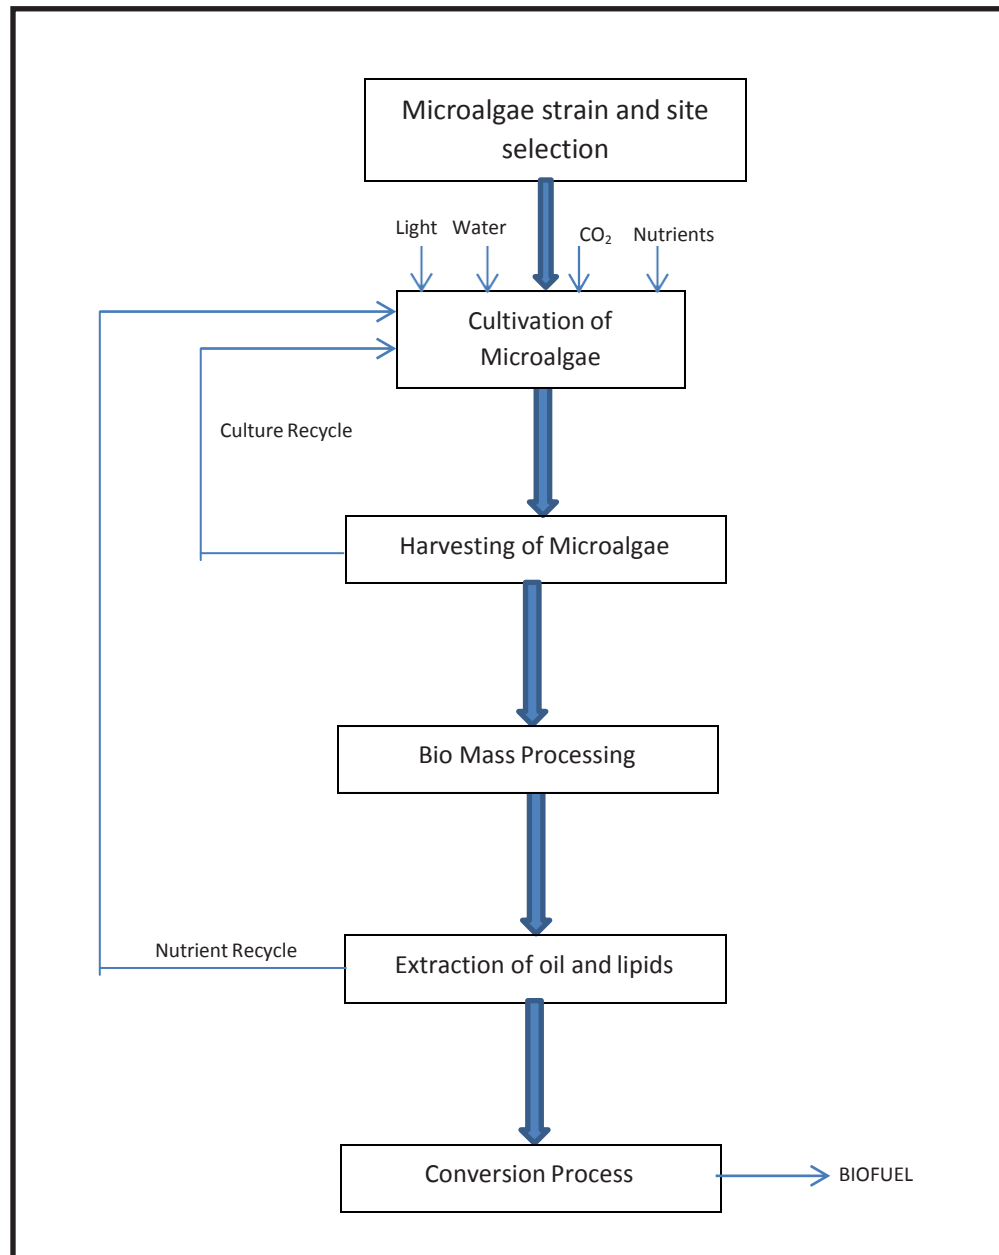 Microalgae strain and site
selection
Light Water CO₂ Nutrients
Cultivation of
Microalgae
Culture Recycle
Harvesting of Microalgae
Bio Mass Processing
Nutrient Recycle
Extraction of oil and lipids
Conversion Process
BIOFUEL